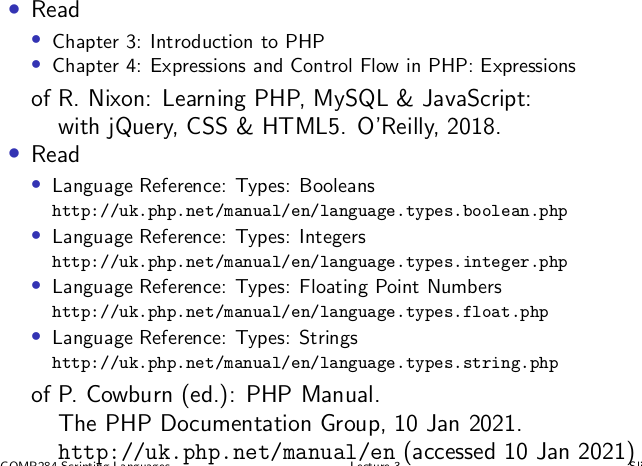 • Read
• Chapter 3: Introduction to PHP
• Chapter 4: Expressions and Control Flow in PHP: Expressions
of R. Nixon: Learning PHP, MySQL & JavaScript:
with jQuery, CSS & HTML5. O'Reilly, 2018.
• Read
• Language Reference: Types: Booleans
http://uk.php.net/manual/en/language.types.boolean.php
• Language Reference: Types: Integers
http://uk.php.net/manual/en/language.types.integer.php
• Language Reference: Types: Floating Point Numbers
http://uk.php.net/manual/en/language.types.float.php
• Language Reference: Types: Strings
http://uk.php.net/manual/en/language.types.string.php
of P. Cowburn (ed.): PHP Manual.
The PHP Documentation Group, 10 Jan 2021.
http://uk.php.net/manual/en (accessed 10 Jan 2021)
COMP284 Scripting Languages Lecture 3